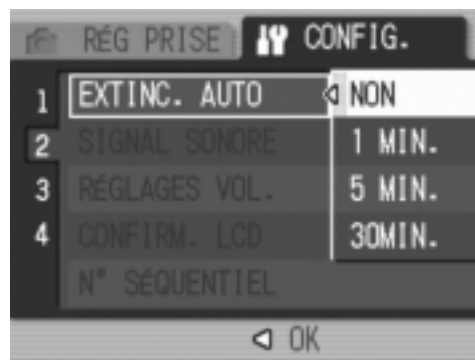 RÉG PRISE CONFIG.
1 EXTINC. AUTO NON
2 SIGNAL SONORE 1 MIN.
3 RÉGLAGES VOL. 5 MIN.
4 CONFIRM. LCD 30MIN.
N° SÉQUENTIEL
OK